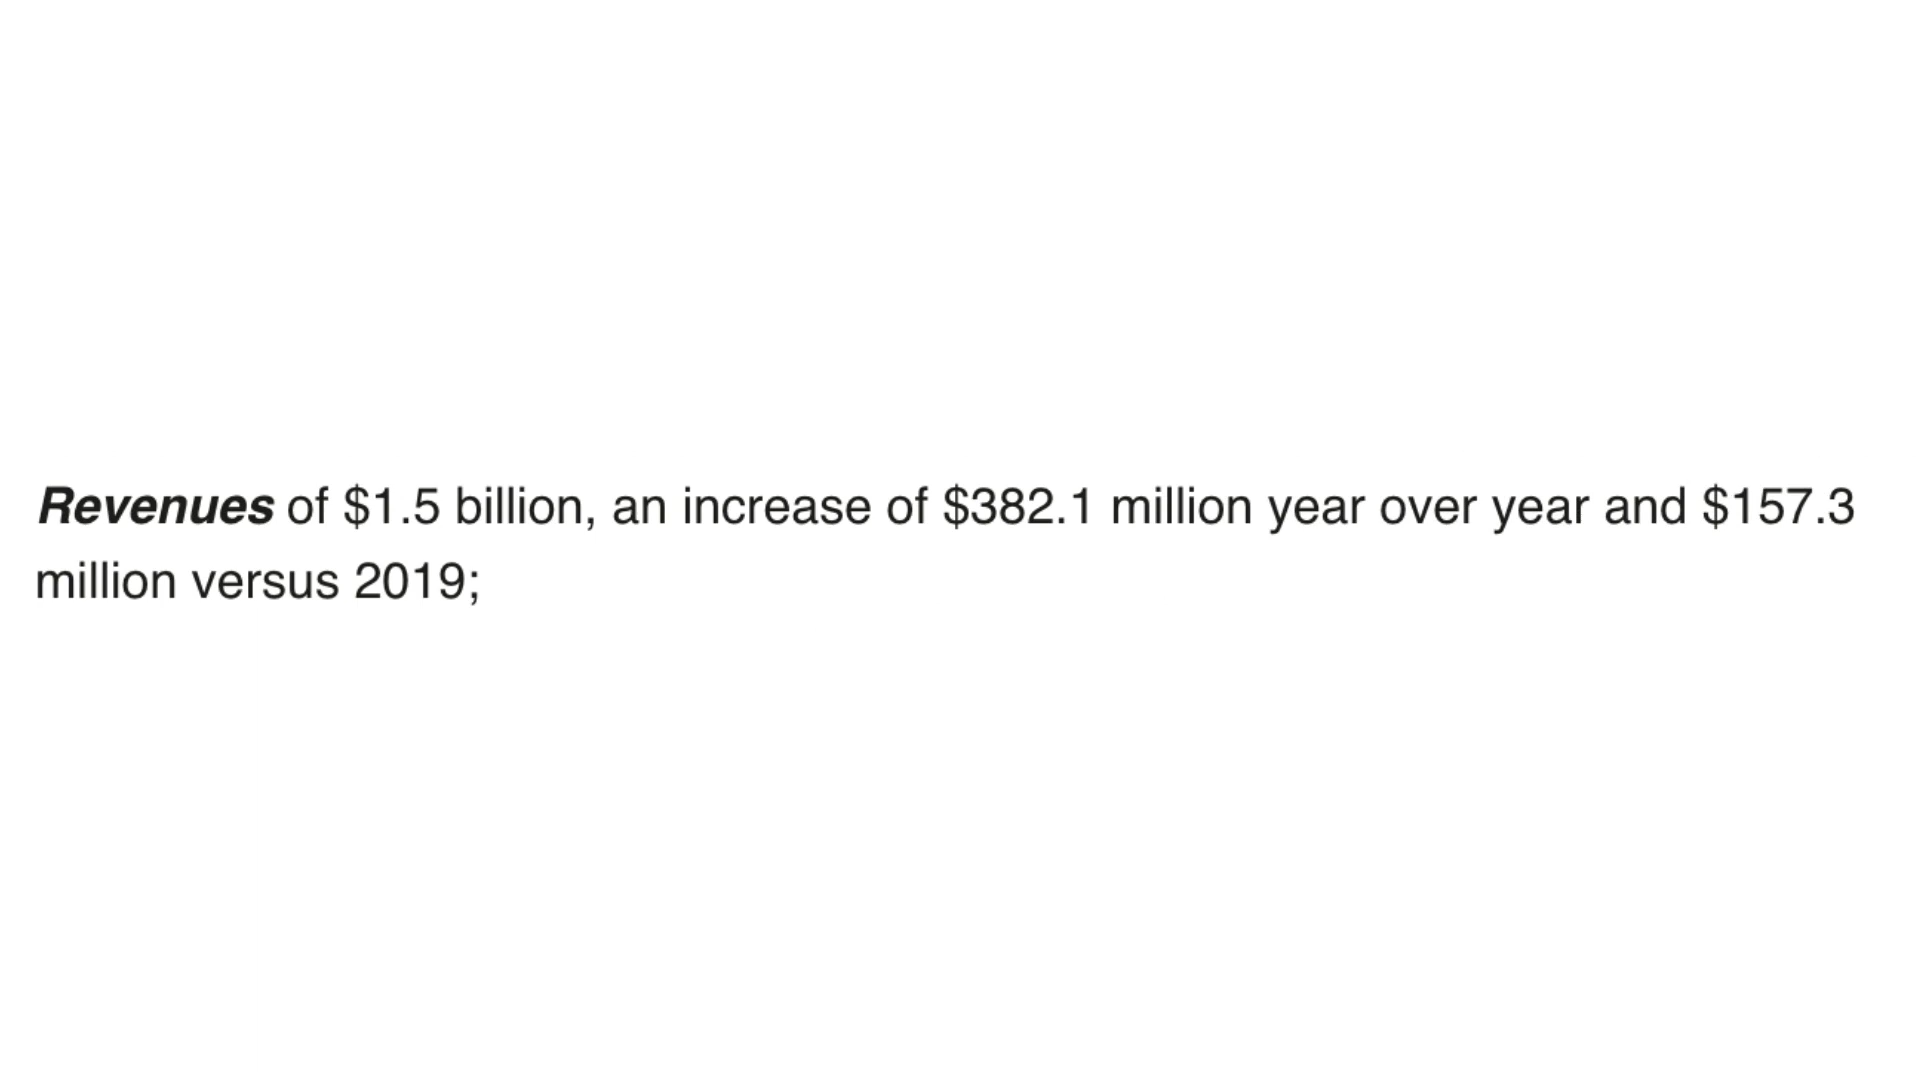 Revenues of $1.5 billion, an increase of $382.1 million year over year and $157.3
million versus 2019;